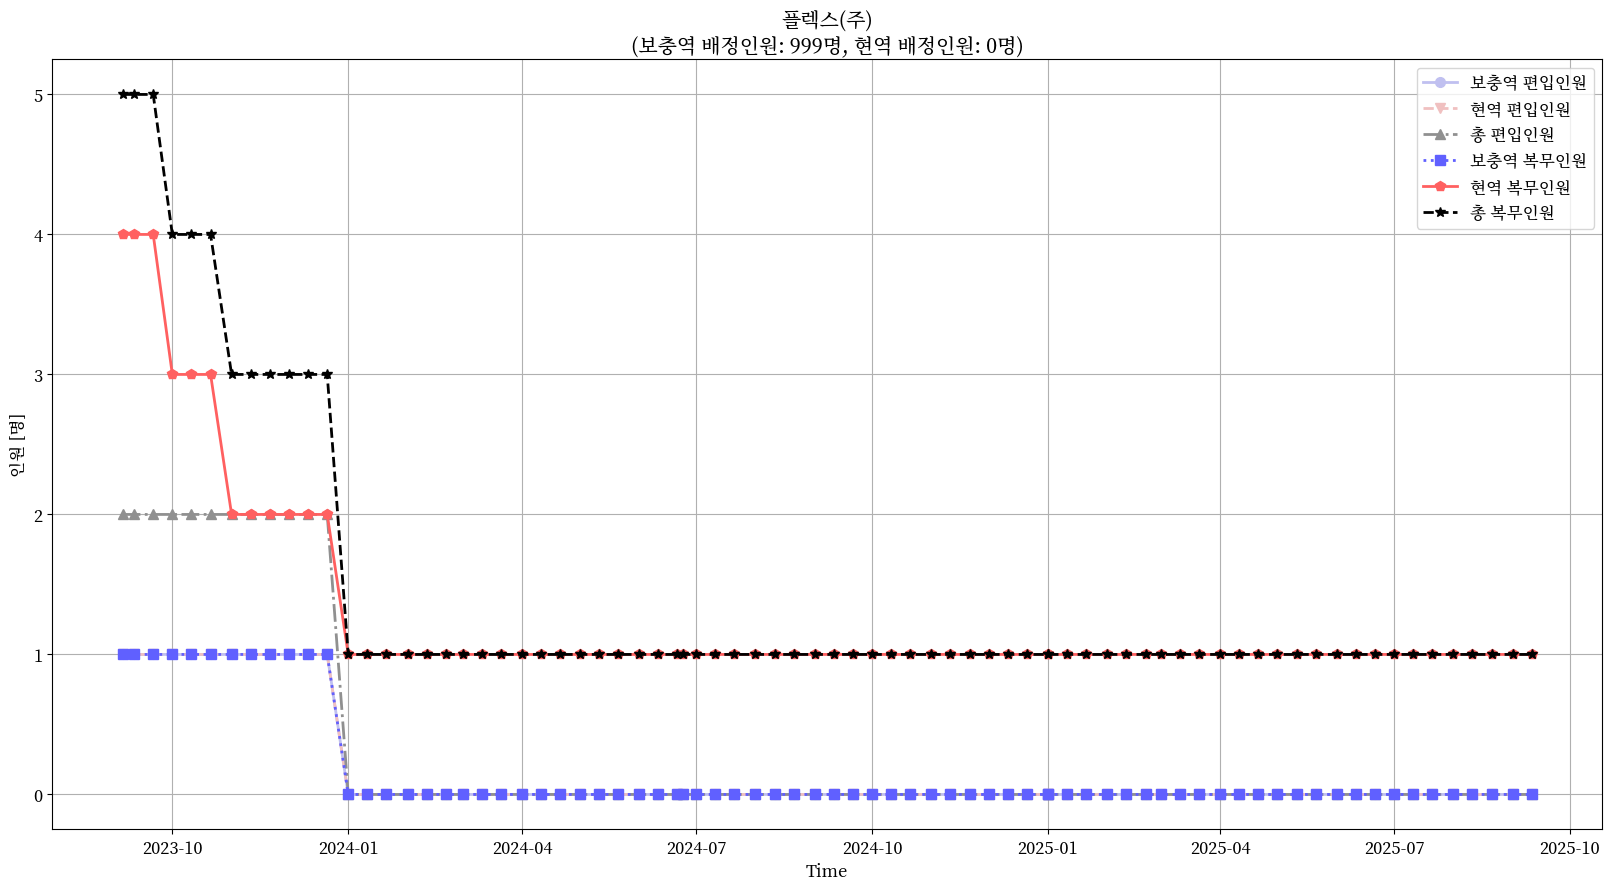 플렉스(주)
(보충역 배정인원: 999명, 현역 배정인원: 0명)
보충역 편입인원
현역 편입인원
총 편입인원
보충역 복무인원
현역 복무인원
총 복무인원
5
4
3
2
1
0
인원 [명]
2023-10
2024-01
2024-04
2024-07
2024-10
2025-01
2025-04
2025-07
2025-10
Time